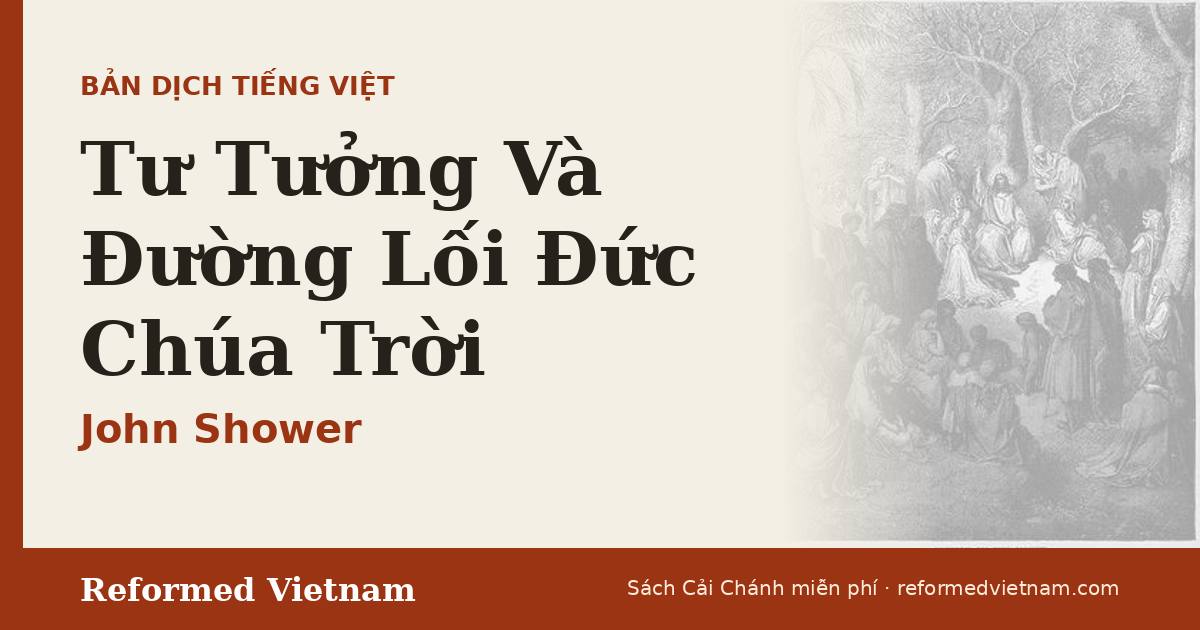 BẢN DỊCH TIẾNG VIỆT
Tư Tưởng Và
Đường Lối Đức
Chúa Trời
John Shower
Reformed Vietnam
Sách Cải Chánh miễn phí · reformedvietnam.com